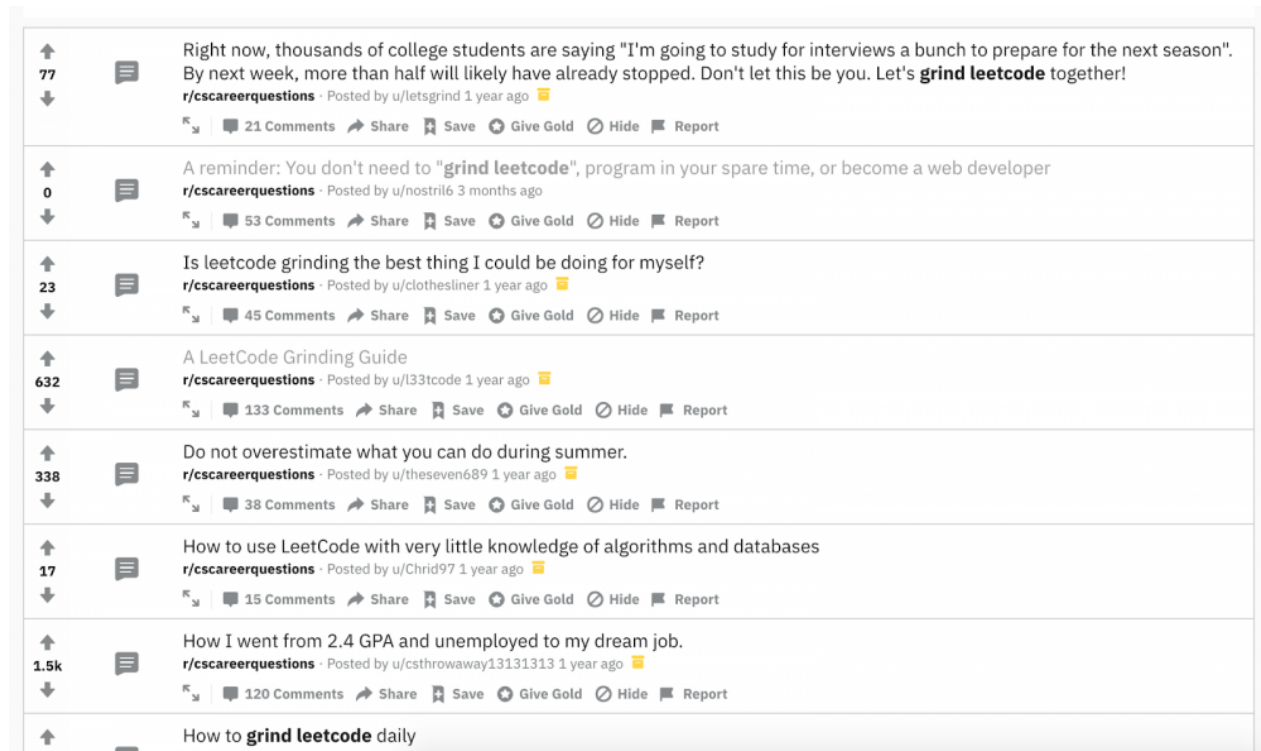 Right now, thousands of college students are saying "I'm going to study for interviews a bunch to prepare for the next season".
77
By next week, more than half will likely have already stopped. Don't let this be you. Let's grind leetcode together!
r/cscareerquestions · Posted by u/letsgrind 1 year ago
21 Comments Share Save Give Gold Hide Report
A reminder: You don't need to "grind leetcode", program in your spare time, or become a web developer
0
r/cscareerquestions · Posted by u/nostril6 3 months ago
53 Comments Share Save Give Gold Hide Report
Is leetcode grinding the best thing I could be doing for myself?
23
r/cscareerquestions · Posted by u/clothesliner 1 year ago
45 Comments Share Save Give Gold Hide Report
A LeetCode Grinding Guide
632
r/cscareerquestions · Posted by u/l33tcode 1 year ago
133 Comments Share Save Give Gold Hide Report
Do not overestimate what you can do during summer.
338
r/cscareerquestions · Posted by u/theseven689 1 year ago
38 Comments Share Save Give Gold Hide Report
How to use LeetCode with very little knowledge of algorithms and databases
17
r/cscareerquestions · Posted by u/Chrid97 1 year ago
15 Comments Share Save Give Gold Hide Report
How I went from 2.4 GPA and unemployed to my dream job.
1.5k
r/cscareerquestions · Posted by u/csthrowaway13131313 1 year ago
120 Comments Share Save Give Gold Hide Report
How to grind leetcode daily